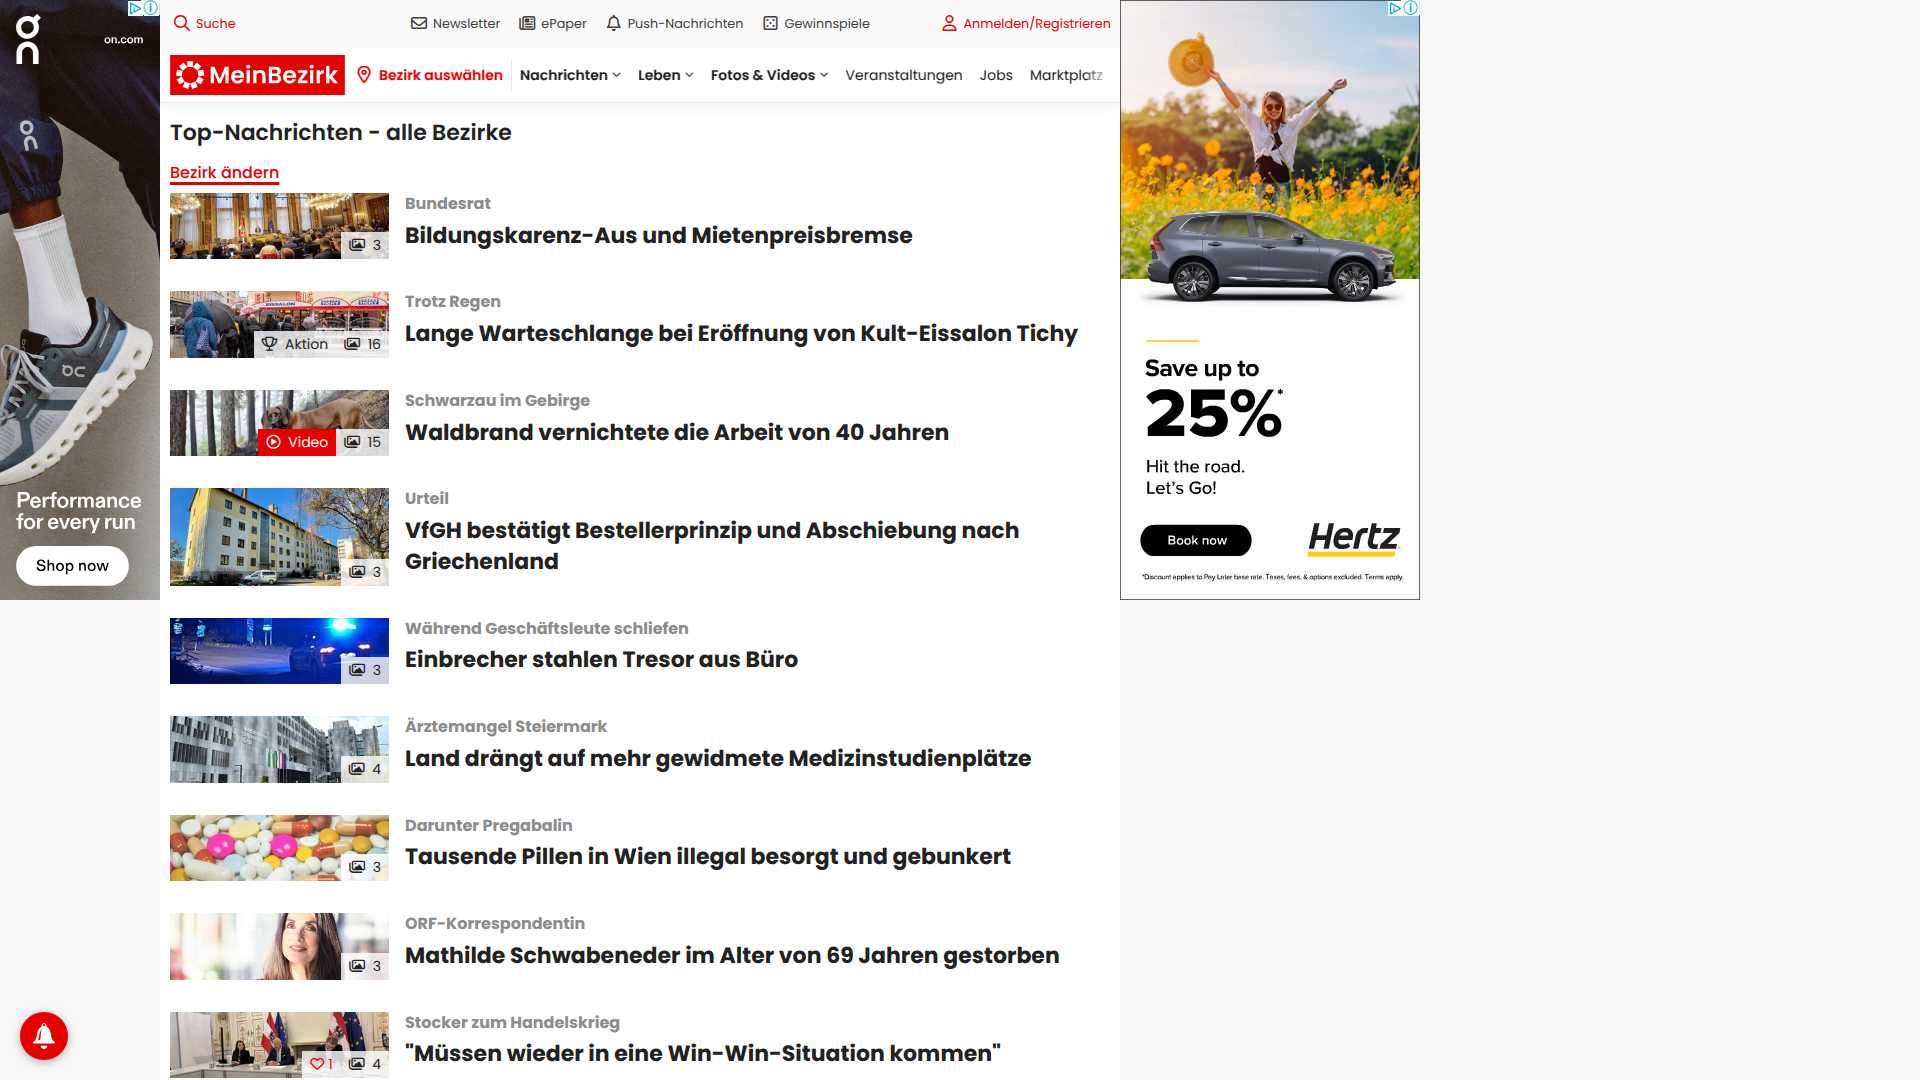 on.com
Performance
for every run
Shop now
Suche
Newsletter
ePaper
Push-Nachrichten
Gewinnspiele
Anmelden/Registrieren
MeinBezirk
Bezirk auswählen
Nachrichten
Leben
Fotos & Videos
Veranstaltungen
Jobs
Marktplatz
Top-Nachrichten - alle Bezirke
Bezirk ändern
3
Bundesrat
Bildungskarenz-Aus und Mietenpreisbremse
Aktion 16
Trotz Regen
Lange Warteschlange bei Eröffnung von Kult-Eissalon Tichy
Video 15
Schwarzau im Gebirge
Waldbrand vernichtete die Arbeit von 40 Jahren
3
Urteil
VfGH bestätigt Bestellerprinzip und Abschiebung nach
Griechenland
3
Während Geschäftsleute schliefen
Einbrecher stahlen Tresor aus Büro
4
Ärztemangel Steiermark
Land drängt auf mehr gewidmete Medizinstudienplätze
3
Darunter Pregabalin
Tausende Pillen in Wien illegal besorgt und gebunkert
3
ORF-Korrespondentin
Mathilde Schwabeneder im Alter von 69 Jahren gestorben
1 4
Stocker zum Handelskrieg
"Müssen wieder in eine Win-Win-Situation kommen"
Save up to
25%*
Hit the road.
Let's Go!
Book now
Hertz
*Discount applies to Pay Later base rate. Taxes, fees, & options excluded. Terms apply.